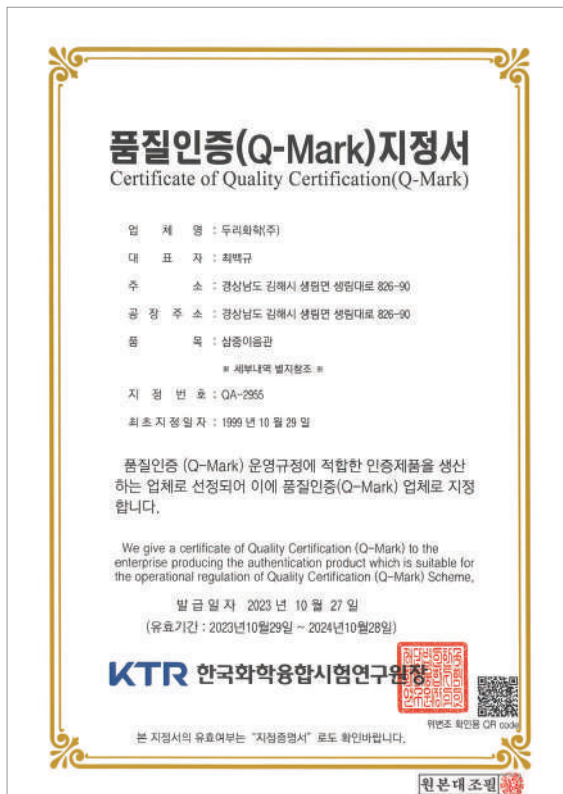 품질인증(Q-Mark)지정서
Certificate of Quality Certification(Q-Mark)
업 체 명 : 두리화학(주)
대 표 자 : 최백규
주 소 : 경상남도 김해시 생림면 생림대로 826-90
공 장 주 소 : 경상남도 김해시 생림면 생림대로 826-90
품 목 : 삼중이음관
※ 세부내역 별지참조 ※
지 정 번 호 : QA-2955
최초지정일자 : 1999 년 10 월 29 일
품질인증 (Q-Mark) 운영규정에 적합한 인증제품을 생산
하는 업체로 선정되어 이에 품질인증(Q-Mark) 업체로 지정
합니다.
We give a certificate of Quality Certification (Q-Mark) to the
enterprise producing the authentication product which is suitable for
the operational regulation of Quality Certification (Q-Mark) Scheme.
발급일자 2023 년 10 월 27 일
(유효기간 : 2023년10월29일 ~ 2024년10월28일)
KTR 한국화학융합시험연구원장
위변조 확인용 QR code
본 지정서의 유효여부는 "지정증명서" 로도 확인바랍니다.
원본대조필